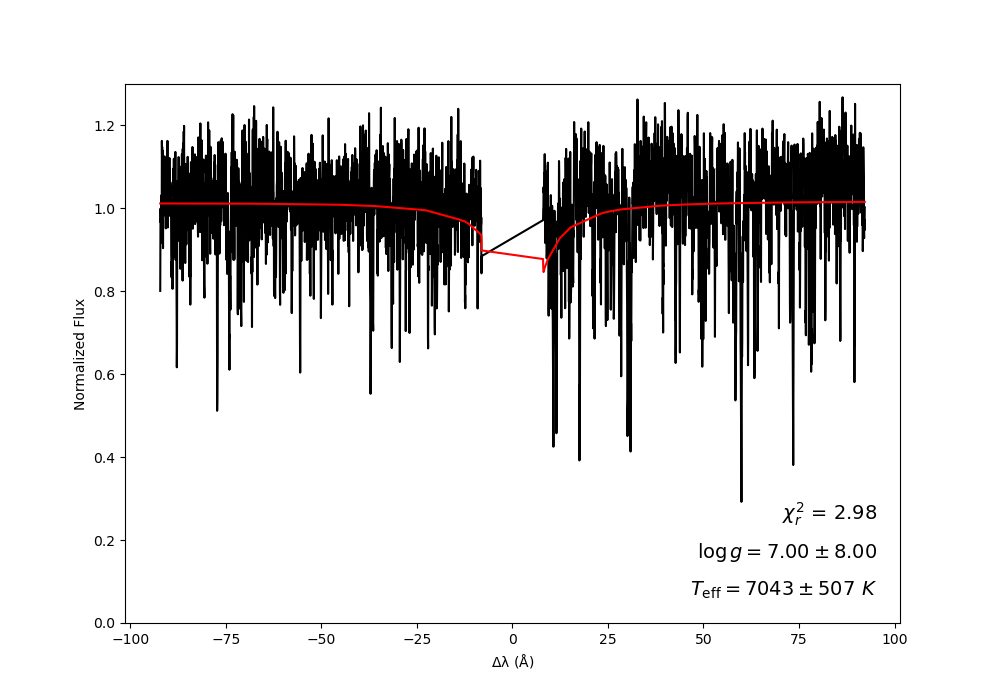 1.2
1.0
0.8
0.6
0.4
0.2
0.0
Normalized Flux
χ²ᵣ = 2.98
log g = 7.00 ± 8.00
T_eff = 7043 ± 507 K
−100 −75 −50 −25 0 25 50 75 100
Δλ (Å)